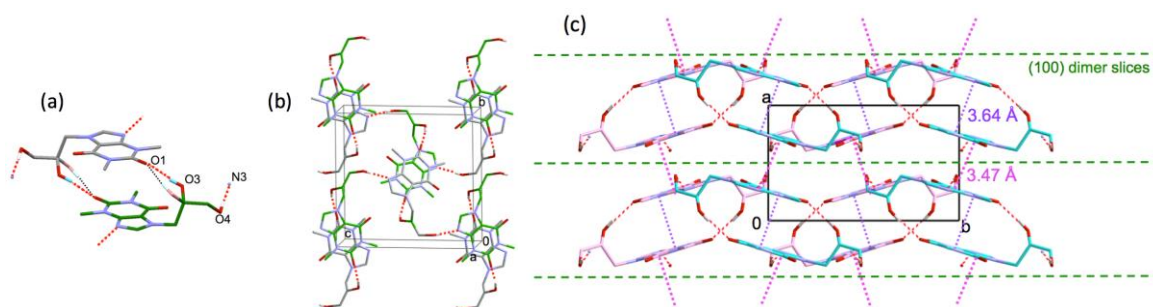 (a)
O1
O3
N3
O4
(b)
b
c
0
a
(c)
(100) dimer slices
a
3.64 Å
3.47 Å
0
b